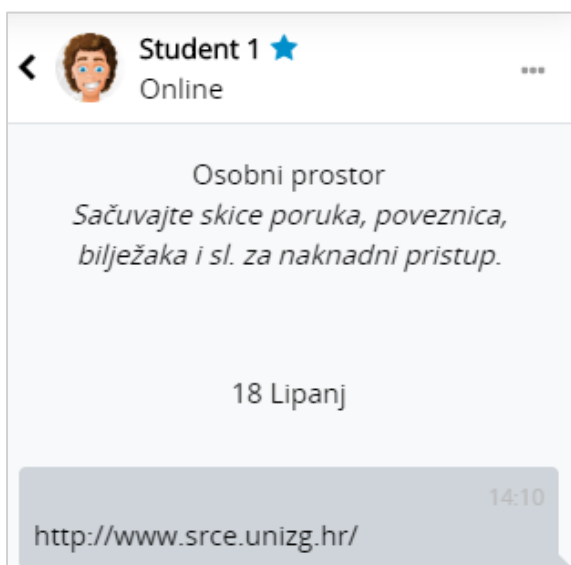 Student 1
Online
Osobni prostor
Sačuvajte skice poruka, poveznica,
bilježaka i sl. za naknadni pristup.
18 Lipanj
14:10
http://www.srce.unizg.hr/